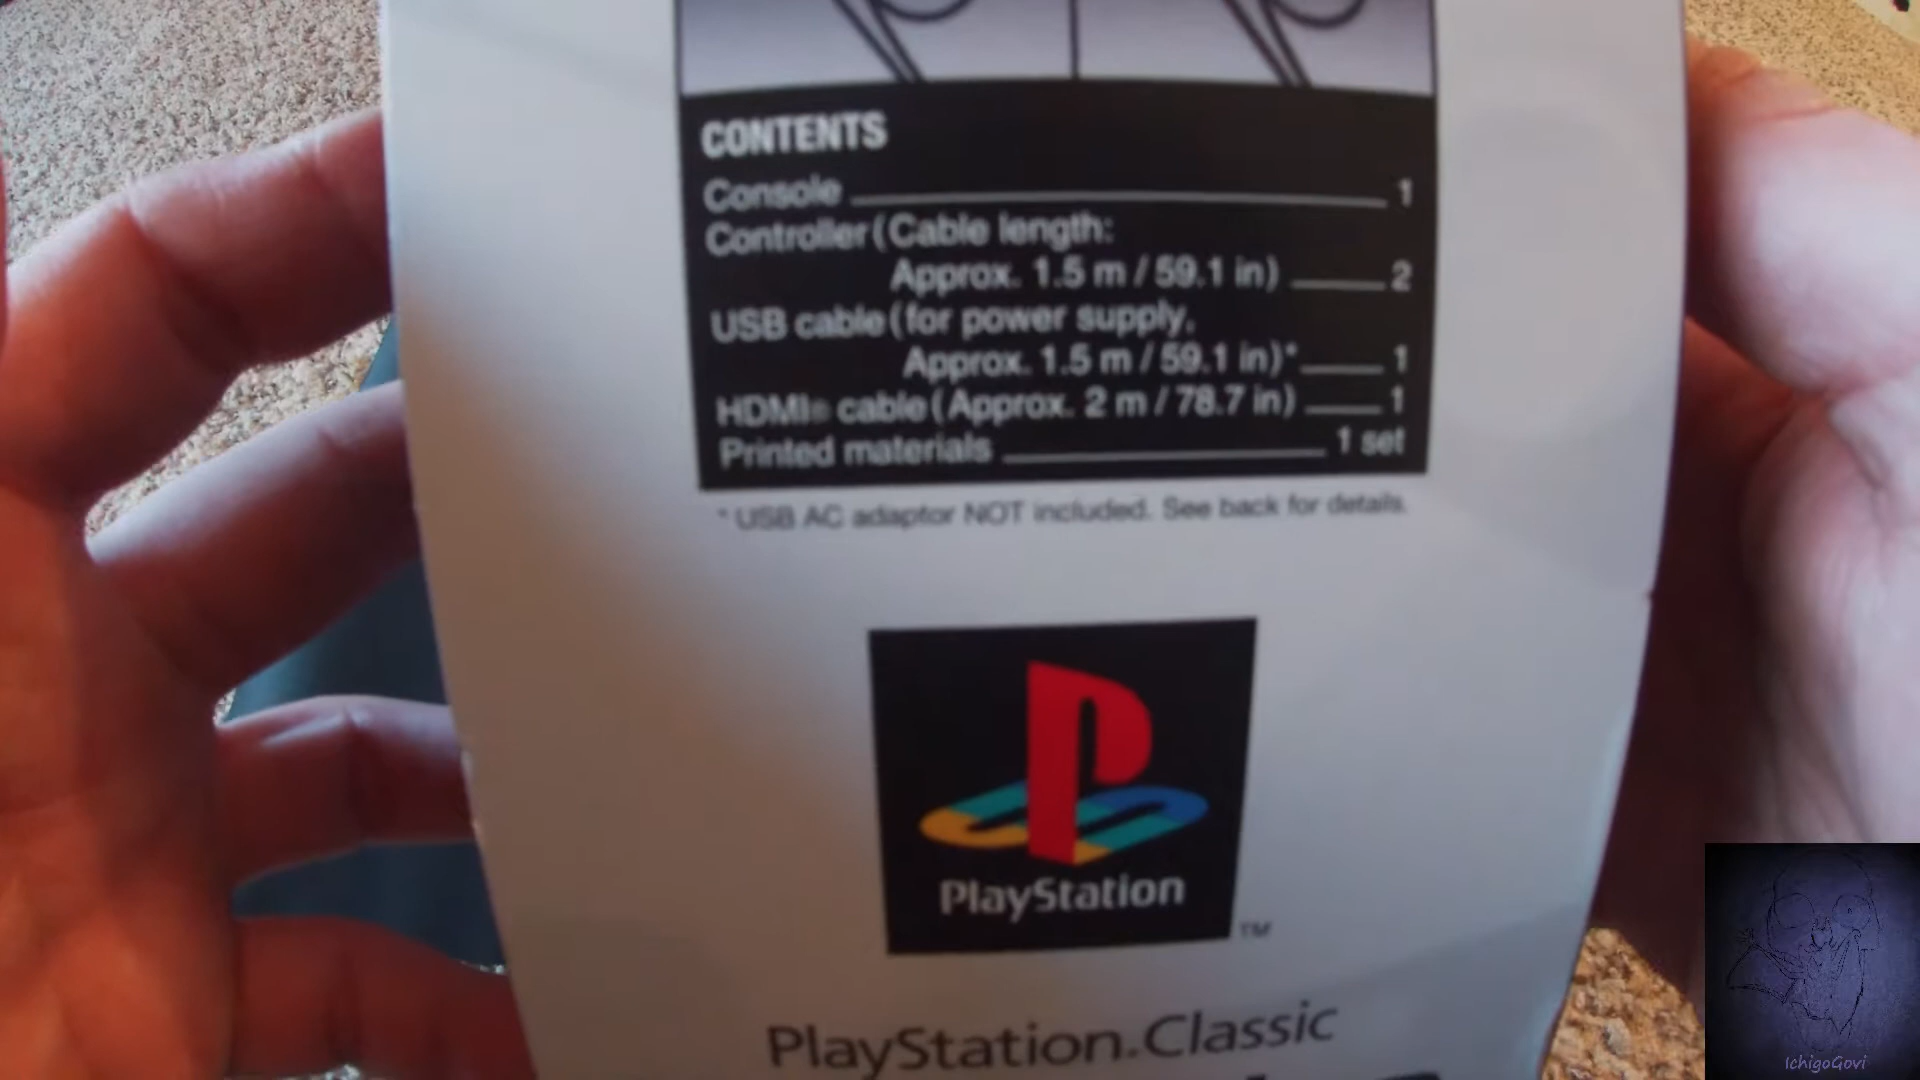 CONTENTS
Console 1
Controller (Cable length:
Approx. 1.5 m / 59.1 in) 2
USB cable (for power supply,
Approx. 1.5 m / 59.1 in)* 1
HDMI® cable (Approx. 2 m / 78.7 in) 1
Printed materials 1 set
* USB AC adaptor NOT included. See back for details.
PlayStation
TM
PlayStation.Classic
IchigoGovi